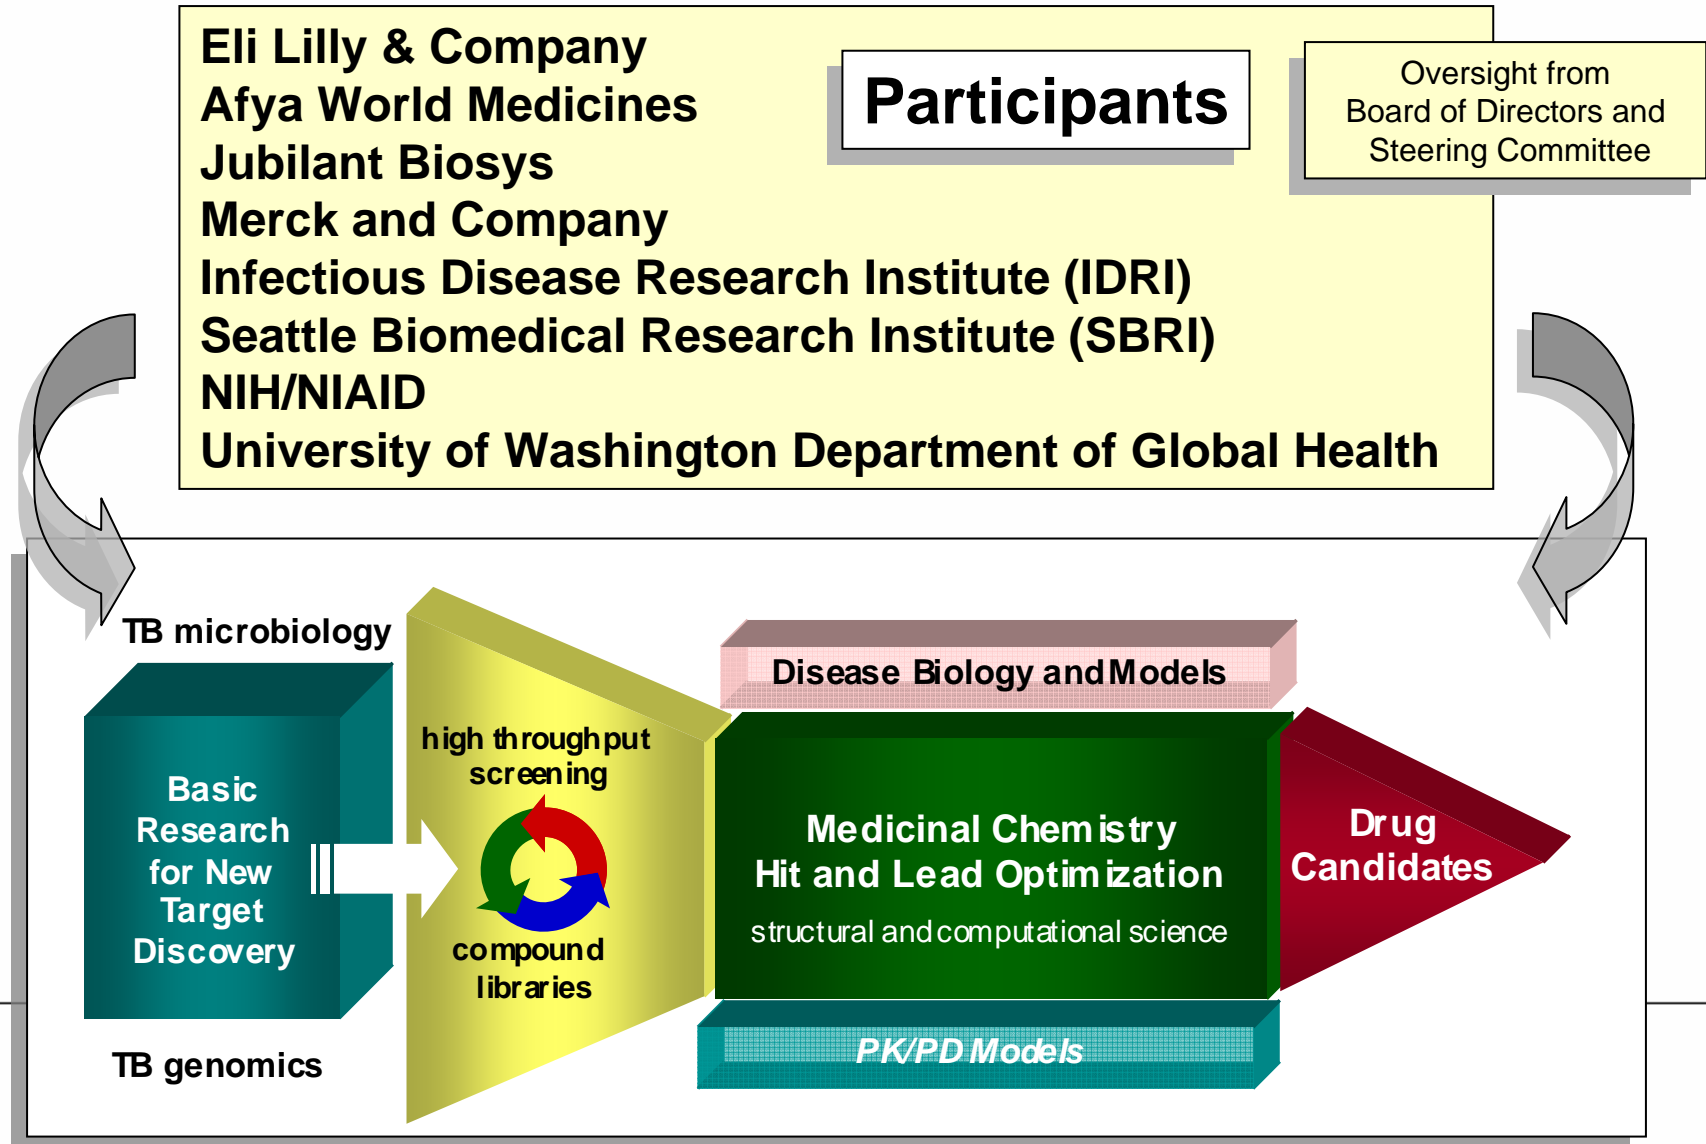 Eli Lilly & Company
Afya World Medicines
Jubilant Biosys
Merck and Company
Infectious Disease Research Institute (IDRI)
Seattle Biomedical Research Institute (SBRI)
NIH/NIAID
University of Washington Department of Global Health
Participants
Oversight from
Board of Directors and
Steering Committee
TB microbiology
Basic
Research
for New
Target
Discovery
TB genomics
high throughput
screening
compound
libraries
Disease Biology and Models
Medicinal Chemistry
Hit and Lead Optimization
structural and computational science
PK/PD Models
Drug
Candidates